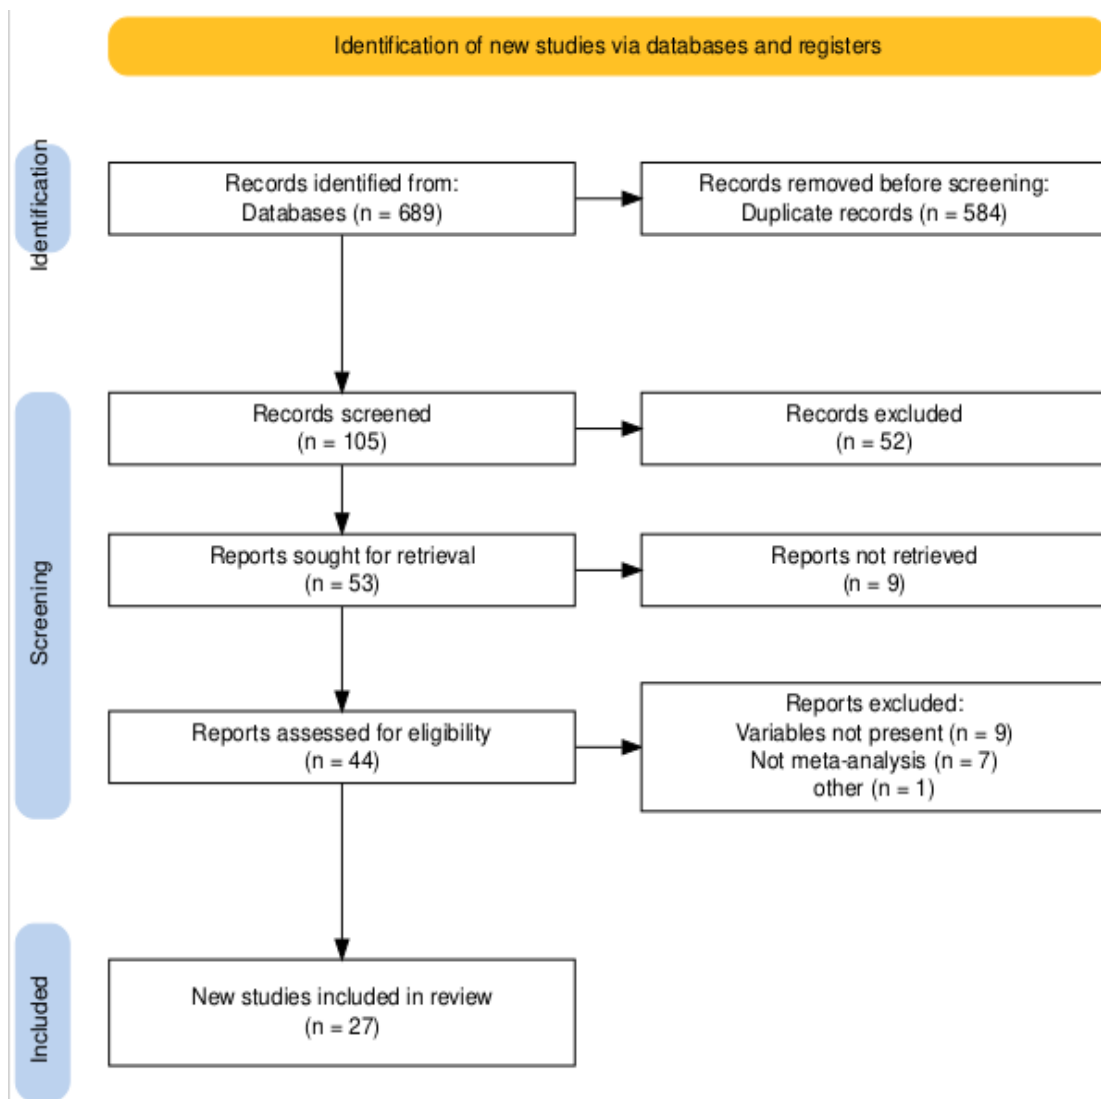 Identification of new studies via databases and registers
Identification
Records identified from:
Databases (n = 689)
Records removed before screening:
Duplicate records (n = 584)
Screening
Records screened
(n = 105)
Records excluded
(n = 52)
Reports sought for retrieval
(n = 53)
Reports not retrieved
(n = 9)
Reports assessed for eligibility
(n = 44)
Reports excluded:
Variables not present (n = 9)
Not meta-analysis (n = 7)
other (n = 1)
Included
New studies included in review
(n = 27)